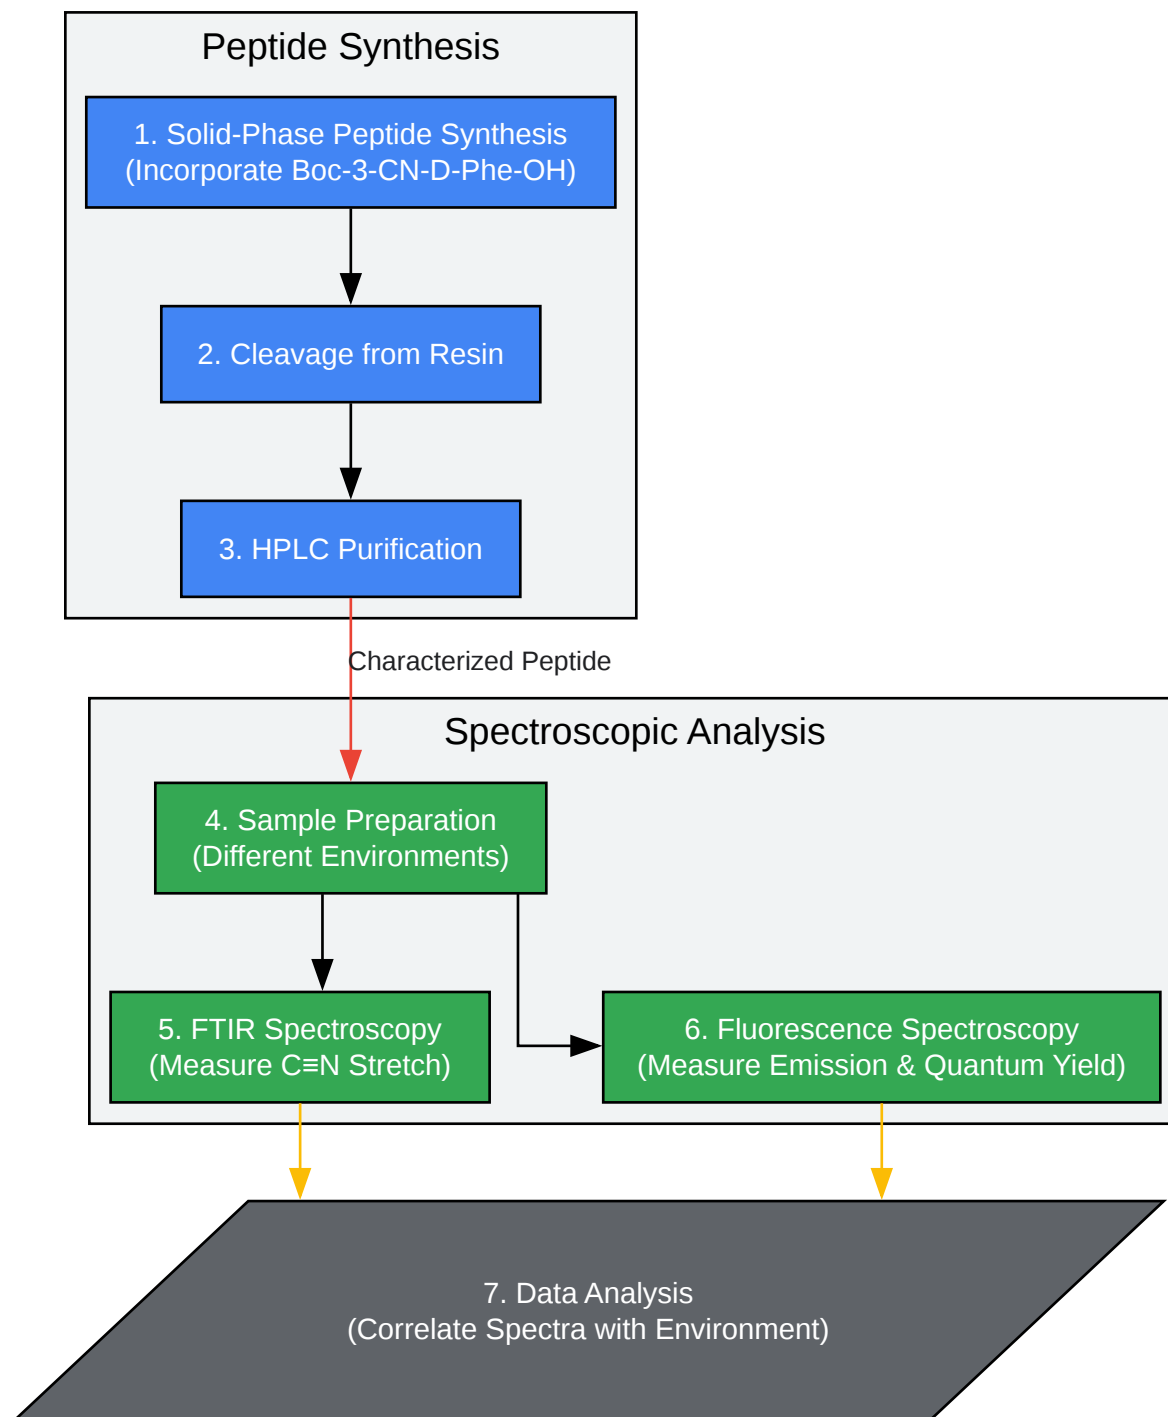 Peptide Synthesis
1. Solid-Phase Peptide Synthesis
(Incorporate Boc-3-CN-D-Phe-OH)
2. Cleavage from Resin
3. HPLC Purification
Characterized Peptide
Spectroscopic Analysis
4. Sample Preparation
(Different Environments)
5. FTIR Spectroscopy
(Measure C≡N Stretch)
6. Fluorescence Spectroscopy
(Measure Emission & Quantum Yield)
7. Data Analysis
(Correlate Spectra with Environment)